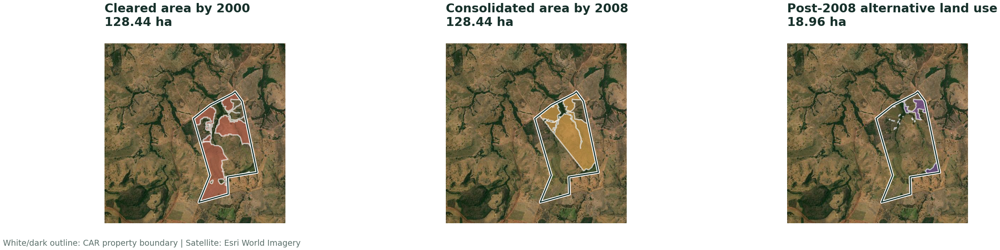 Cleared area by 2000
128.44 ha
Consolidated area by 2008
128.44 ha
Post-2008 alternative land use
18.96 ha
White/dark outline: CAR property boundary | Satellite: Esri World Imagery